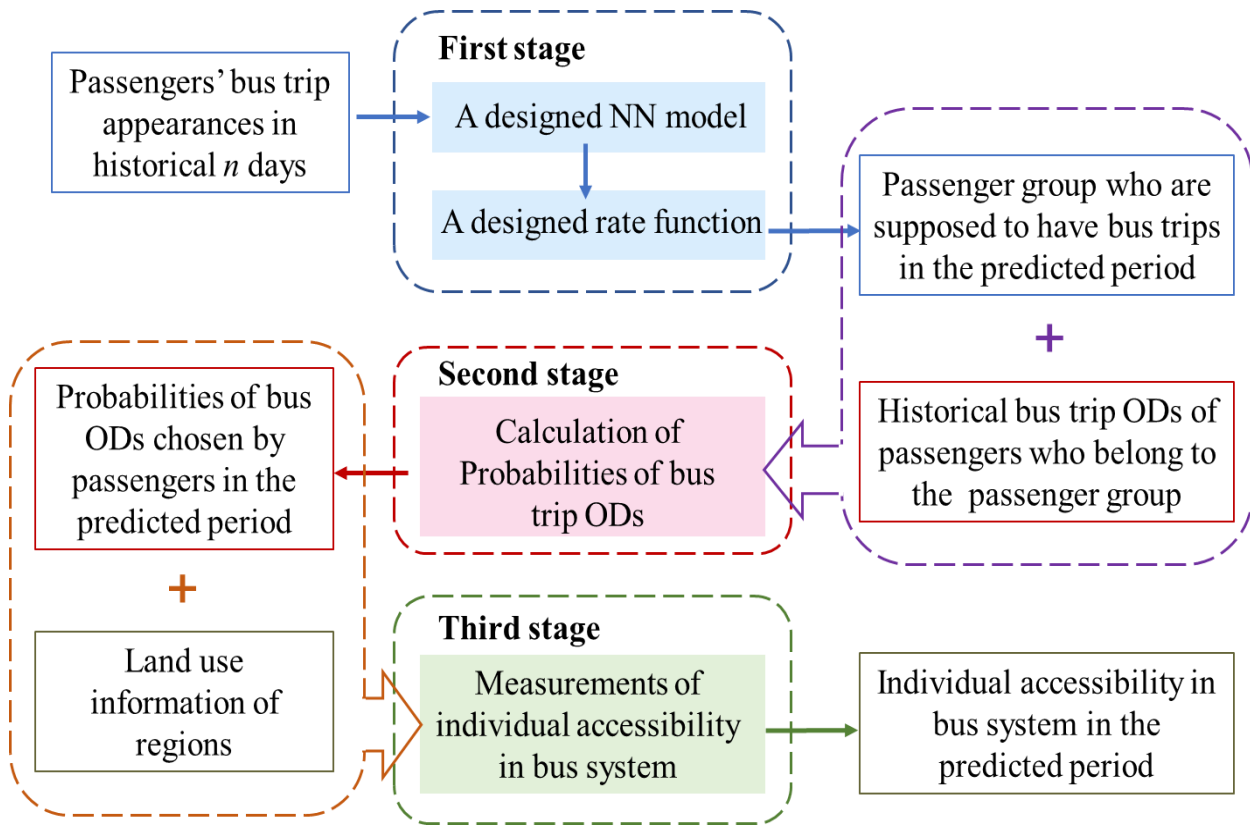 Passengers’ bus trip
appearances in
historical n days
First stage
A designed NN model
A designed rate function
Passenger group who are
supposed to have bus trips
in the predicted period
+
Historical bus trip ODs of
passengers who belong to
the passenger group
Second stage
Calculation of
Probabilities of bus
trip ODs
Probabilities of bus
ODs chosen by
passengers in the
predicted period
+
Land use
information of
regions
Third stage
Measurements of
individual accessibility
in bus system
Individual accessibility in
bus system in the
predicted period